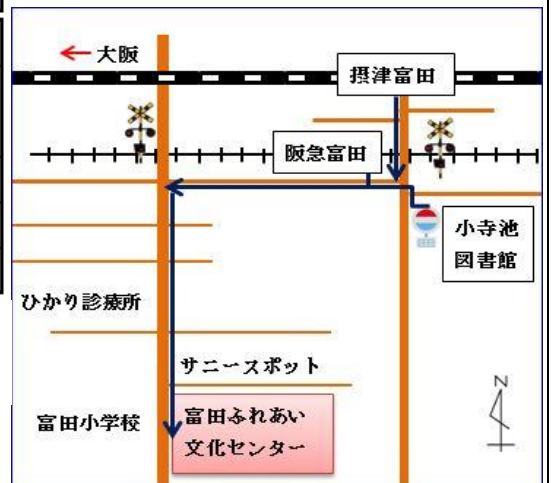 大阪
摂津富田
阪急富田
小寺池
図書館
ひかり診療所
サニースポット
富田小学校
富田ふれあい
文化センター
N